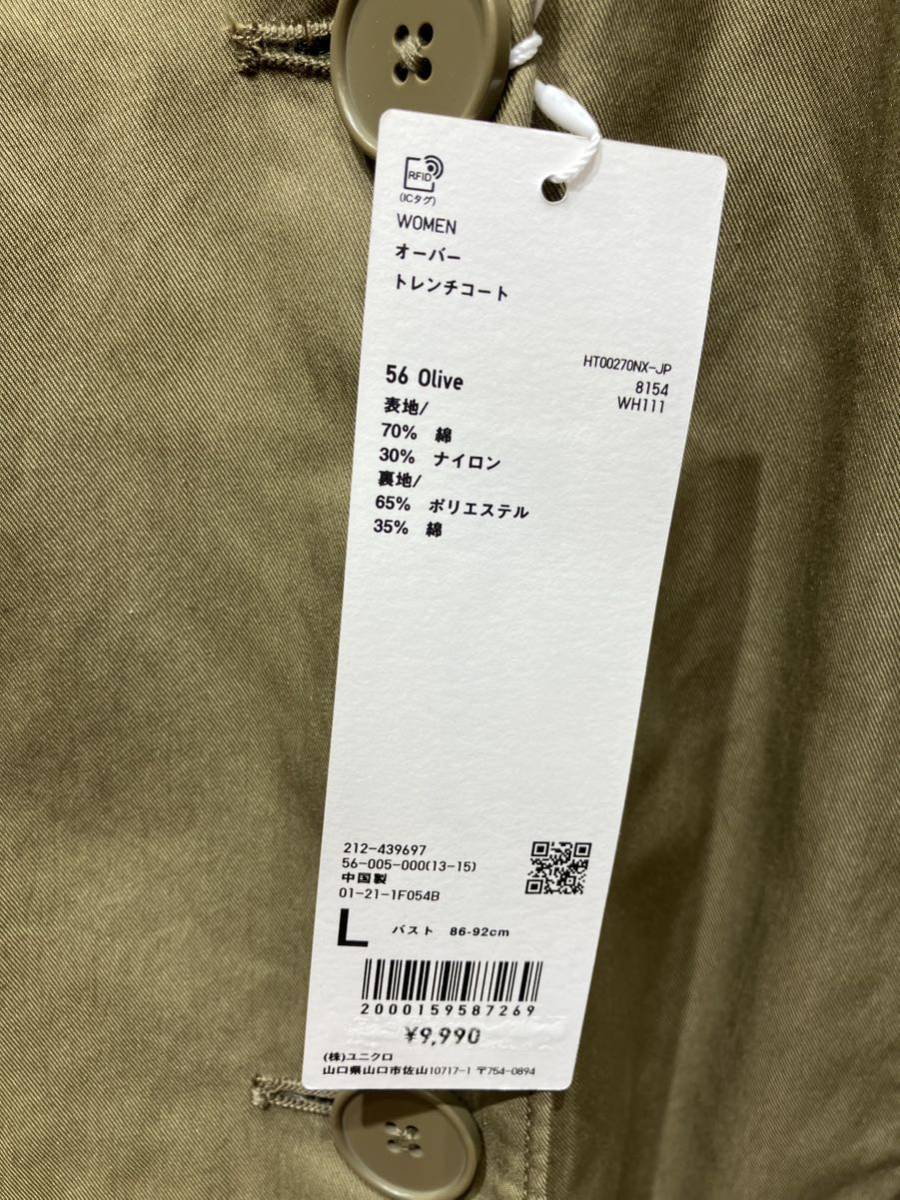 RFID
(ICタグ)
WOMEN
オーバー
トレンチコート
HT00270NX-JP
8154
WH111
56 Olive
表地/
70% 綿
30% ナイロン
裏地/
65% ポリエステル
35% 綿
212-439697
56-005-000(13-15)
中国製
01-21-1F054B
L バスト 86-92cm
2000159587269
¥9,990
(株)ユニクロ
山口県山口市佐山10717-1 〒754-0894